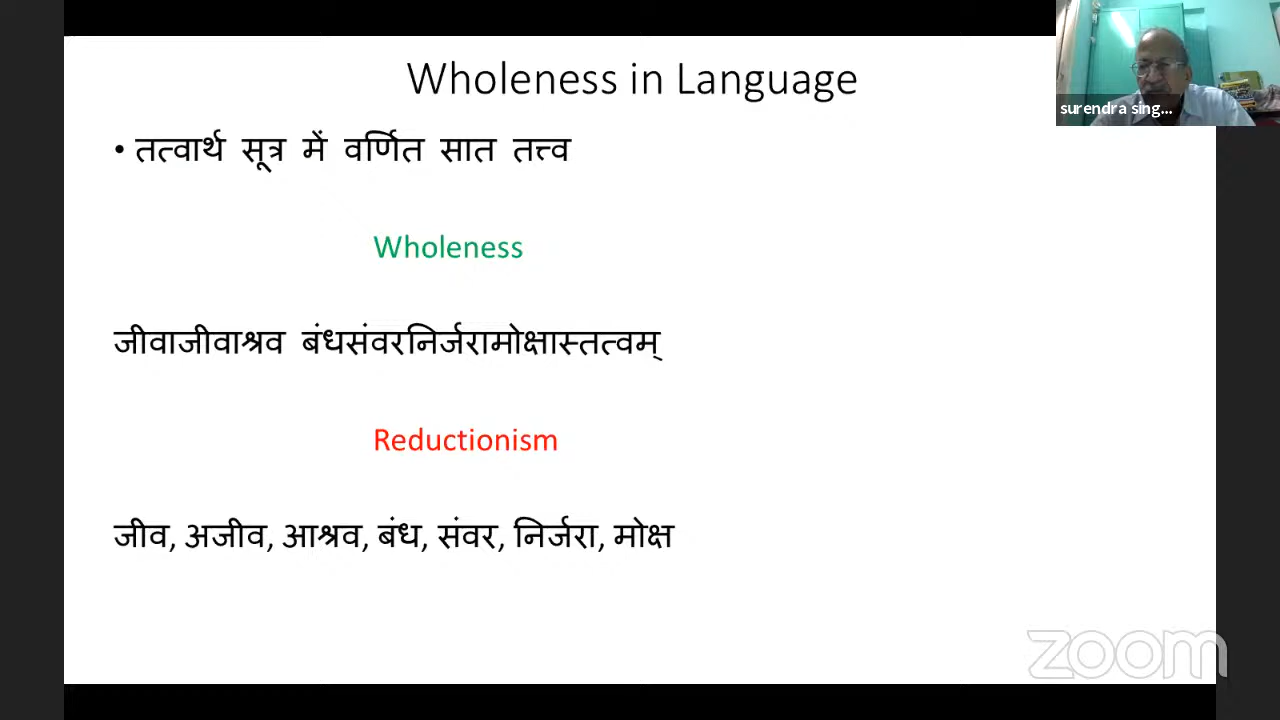 Wholeness in Language
surendra sing...
• तत्वार्थ सूत्र में वर्णित सात तत्त्व
Wholeness
जीवाजीवाश्रव बंधसंवरनिर्जरामोक्षास्तत्वम्
Reductionism
जीव, अजीव, आश्रव, बंध, संवर, निर्जरा, मोक्ष
zoom